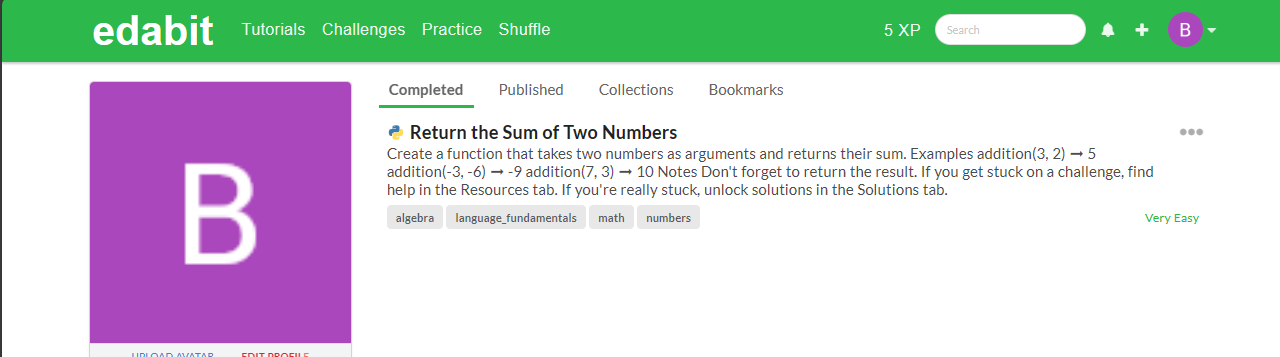 edabit Tutorials Challenges Practice Shuffle 5 XP Search B
Completed Published Collections Bookmarks
B
Return the Sum of Two Numbers
Create a function that takes two numbers as arguments and returns their sum. Examples addition(3, 2) ➞ 5
addition(-3, -6) ➞ -9 addition(7, 3) ➞ 10 Notes Don't forget to return the result. If you get stuck on a challenge, find
help in the Resources tab. If you're really stuck, unlock solutions in the Solutions tab.
algebra language_fundamentals math numbers Very Easy
UPLOAD AVATAR EDIT PROFILE